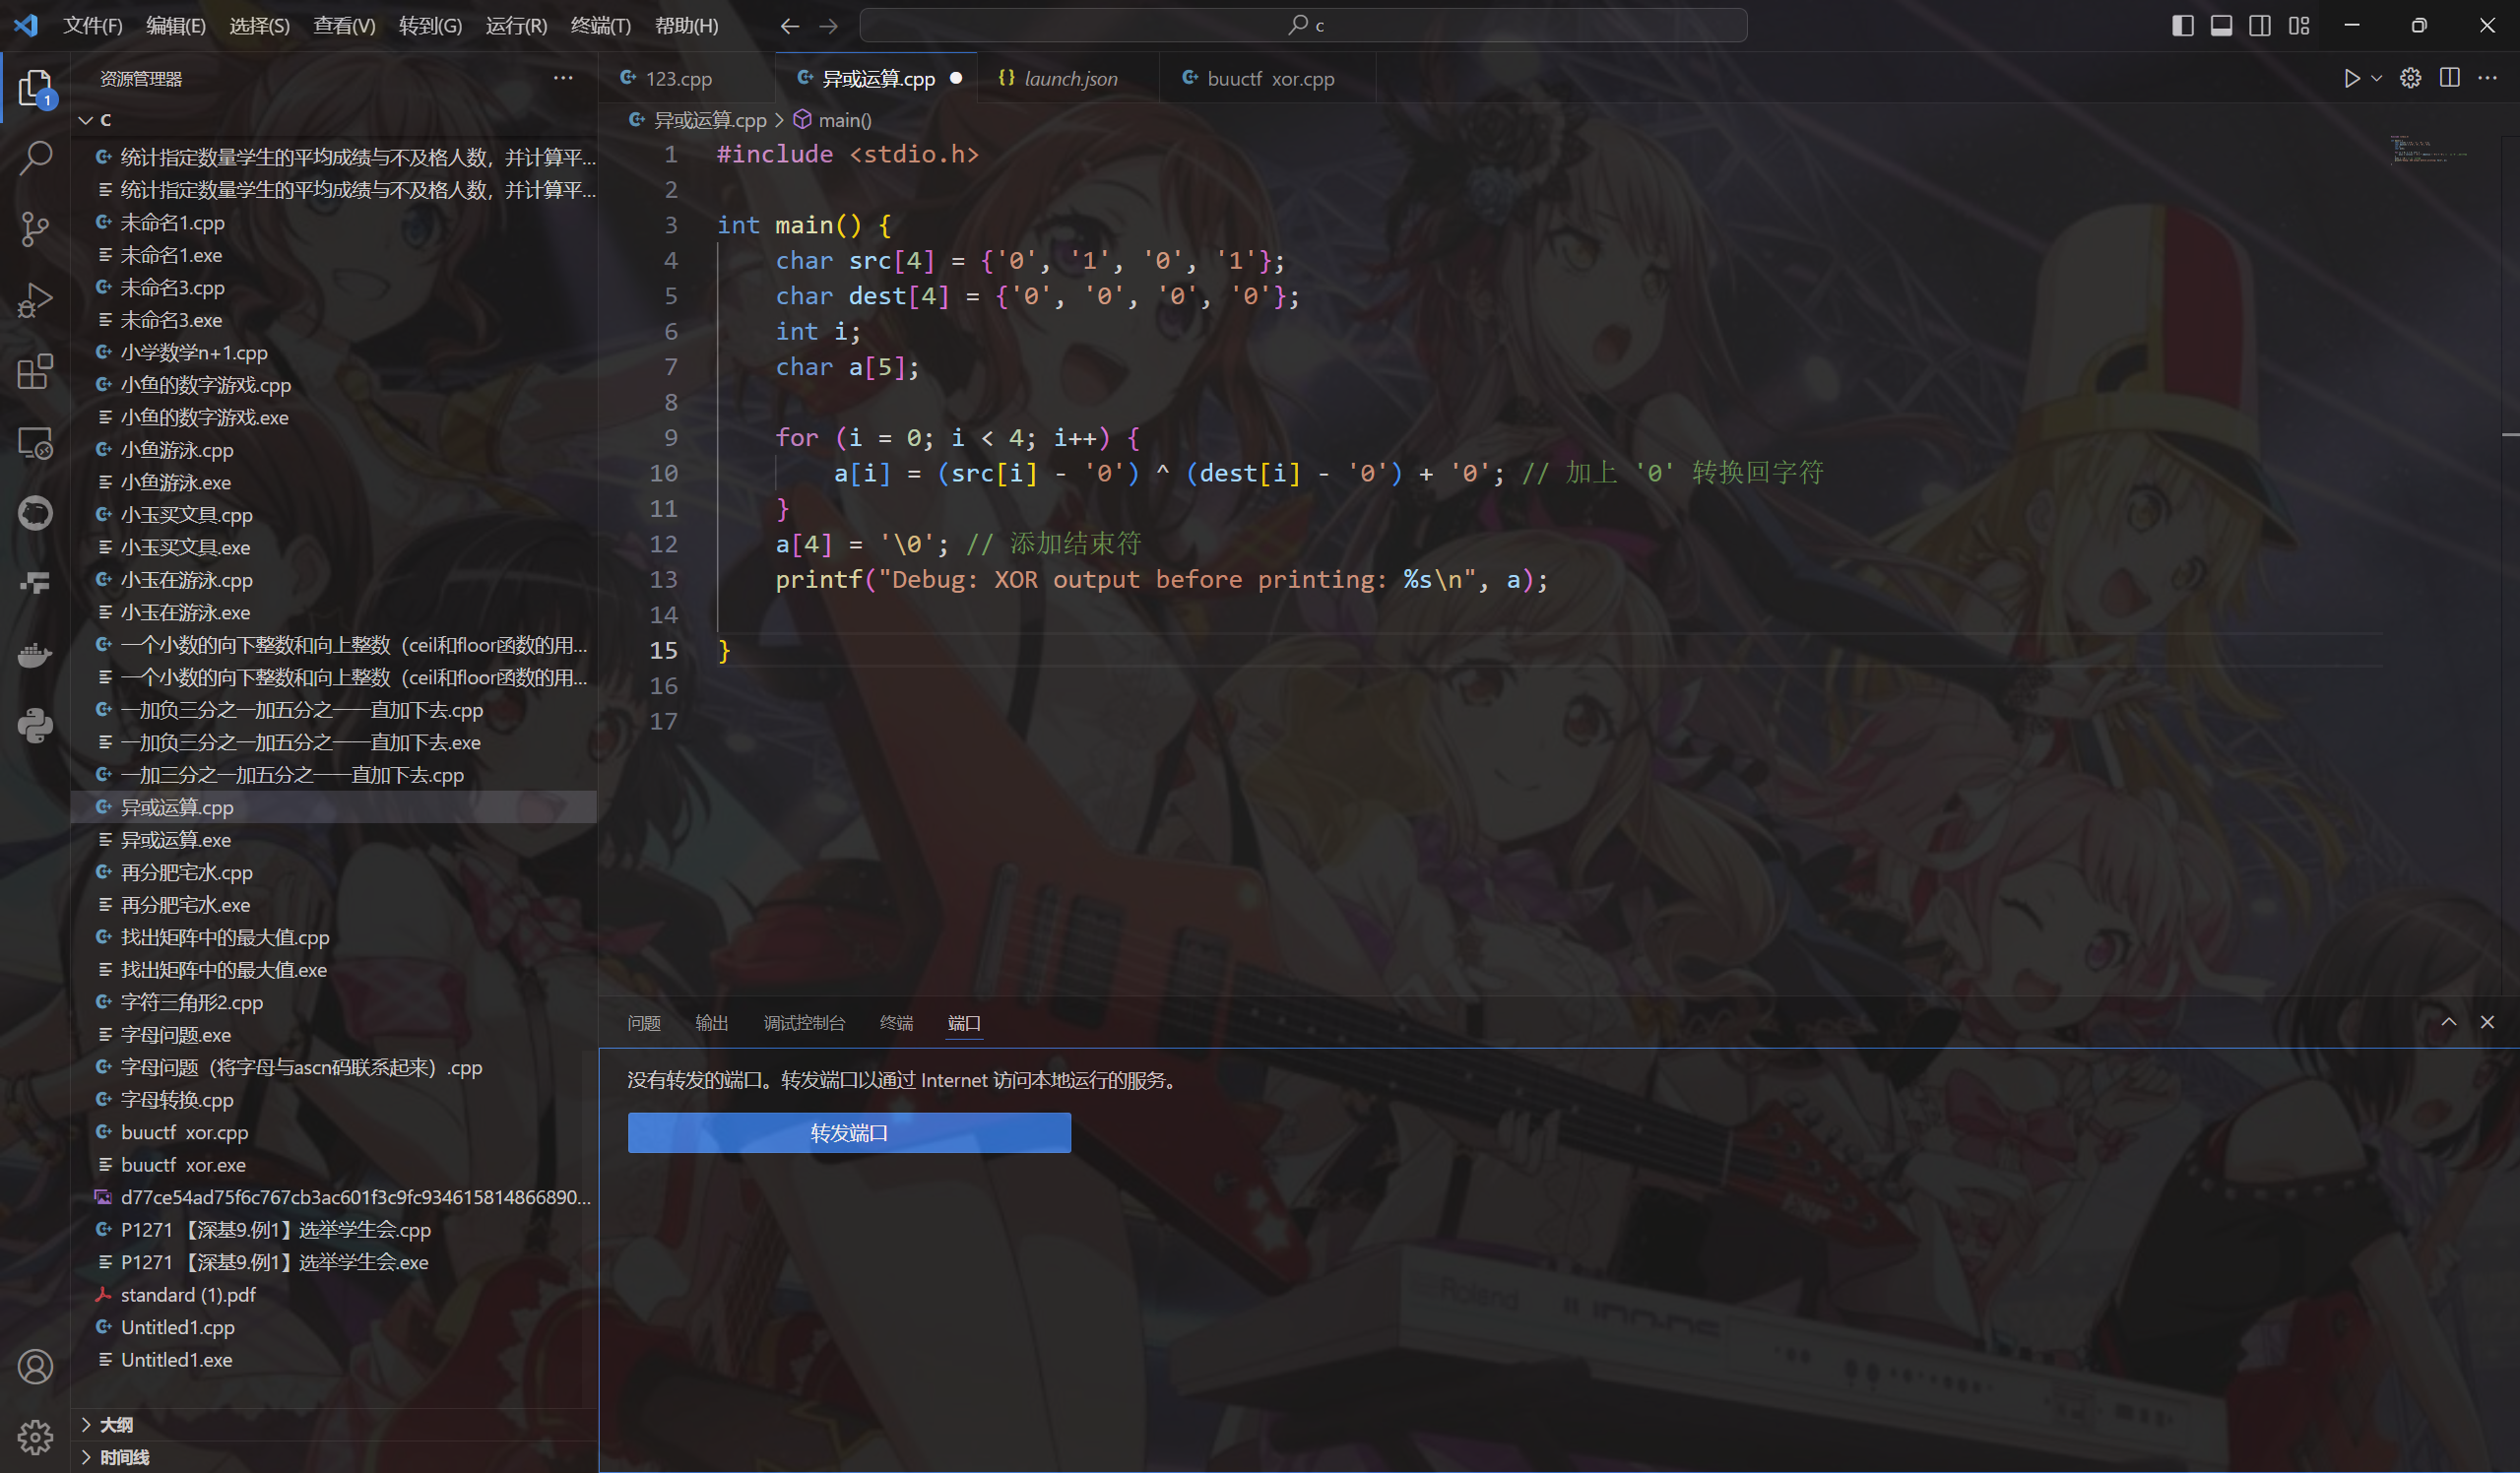 文件(F) 编辑(E) 选择(S) 查看(V) 转到(G) 运行(R) 终端(T) 帮助(H) c
资源管理器
1
C
统计指定数量学生的平均成绩与不及格人数，并计算平...
统计指定数量学生的平均成绩与不及格人数，并计算平...
未命名1.cpp
未命名1.exe
未命名3.cpp
未命名3.exe
小学数学n+1.cpp
小鱼的数字游戏.cpp
小鱼的数字游戏.exe
小鱼游泳.cpp
小鱼游泳.exe
小玉买文具.cpp
小玉买文具.exe
小玉在游泳.cpp
小玉在游泳.exe
一个小数的向下整数和向上整数（ceil和floor函数的用...
一个小数的向下整数和向上整数（ceil和floor函数的用...
一加负三分之一加五分之一一直加下去.cpp
一加负三分之一加五分之一一直加下去.exe
一加三分之一加五分之一一直加下去.cpp
异或运算.cpp
异或运算.exe
再分肥宅水.cpp
再分肥宅水.exe
找出矩阵中的最大值.cpp
找出矩阵中的最大值.exe
字符三角形2.cpp
字母问题.exe
字母问题（将字母与ascn码联系起来）.cpp
字母转换.cpp
buuctf xor.cpp
buuctf xor.exe
d77ce54ad75f6c767cb3ac601f3c9fc934615814866890...
P1271 【深基9.例1】选举学生会.cpp
P1271 【深基9.例1】选举学生会.exe
standard (1).pdf
Untitled1.cpp
Untitled1.exe
大纲
时间线
123.cpp 异或运算.cpp {} launch.json buuctf xor.cpp
异或运算.cpp > main()
1 #include <stdio.h>
2
3 int main() {
4 char src[4] = {'0', '1', '0', '1'};
5 char dest[4] = {'0', '0', '0', '0'};
6 int i;
7 char a[5];
8
9 for (i = 0; i < 4; i++) {
10 a[i] = (src[i] - '0') ^ (dest[i] - '0') + '0'; // 加上 '0' 转换回字符
11 }
12 a[4] = '\0'; // 添加结束符
13 printf("Debug: XOR output before printing: %s\n", a);
14
15 }
16
17
问题 输出 调试控制台 终端 端口
没有转发的端口。转发端口以通过 Internet 访问本地运行的服务。
转发端口
Roland